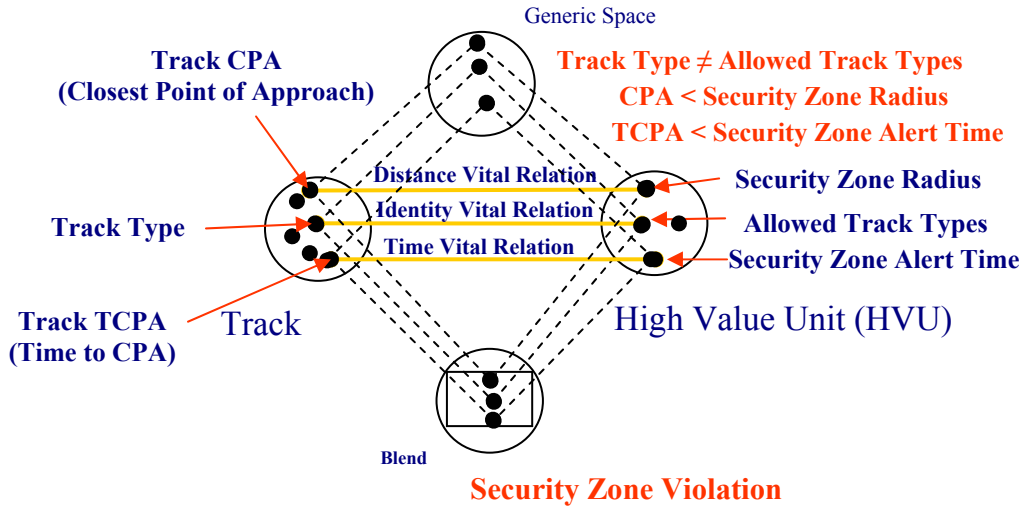 Generic Space
Track CPA
(Closest Point of Approach)
Track Type ≠ Allowed Track Types
CPA < Security Zone Radius
TCPA < Security Zone Alert Time
Distance Vital Relation
Security Zone Radius
Track Type
Identity Vital Relation
Allowed Track Types
Time Vital Relation
Security Zone Alert Time
Track TCPA
(Time to CPA)
Track
High Value Unit (HVU)
Blend
Security Zone Violation